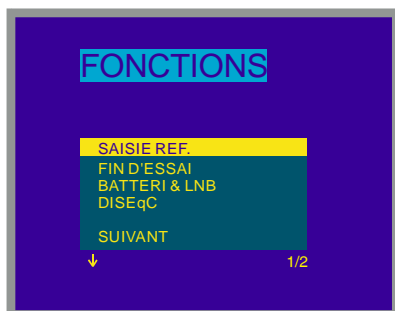 FONCTIONS
SAISIE REF.
FIN D'ESSAI
BATTERI & LNB
DISEqC
SUIVANT
↓ 1/2